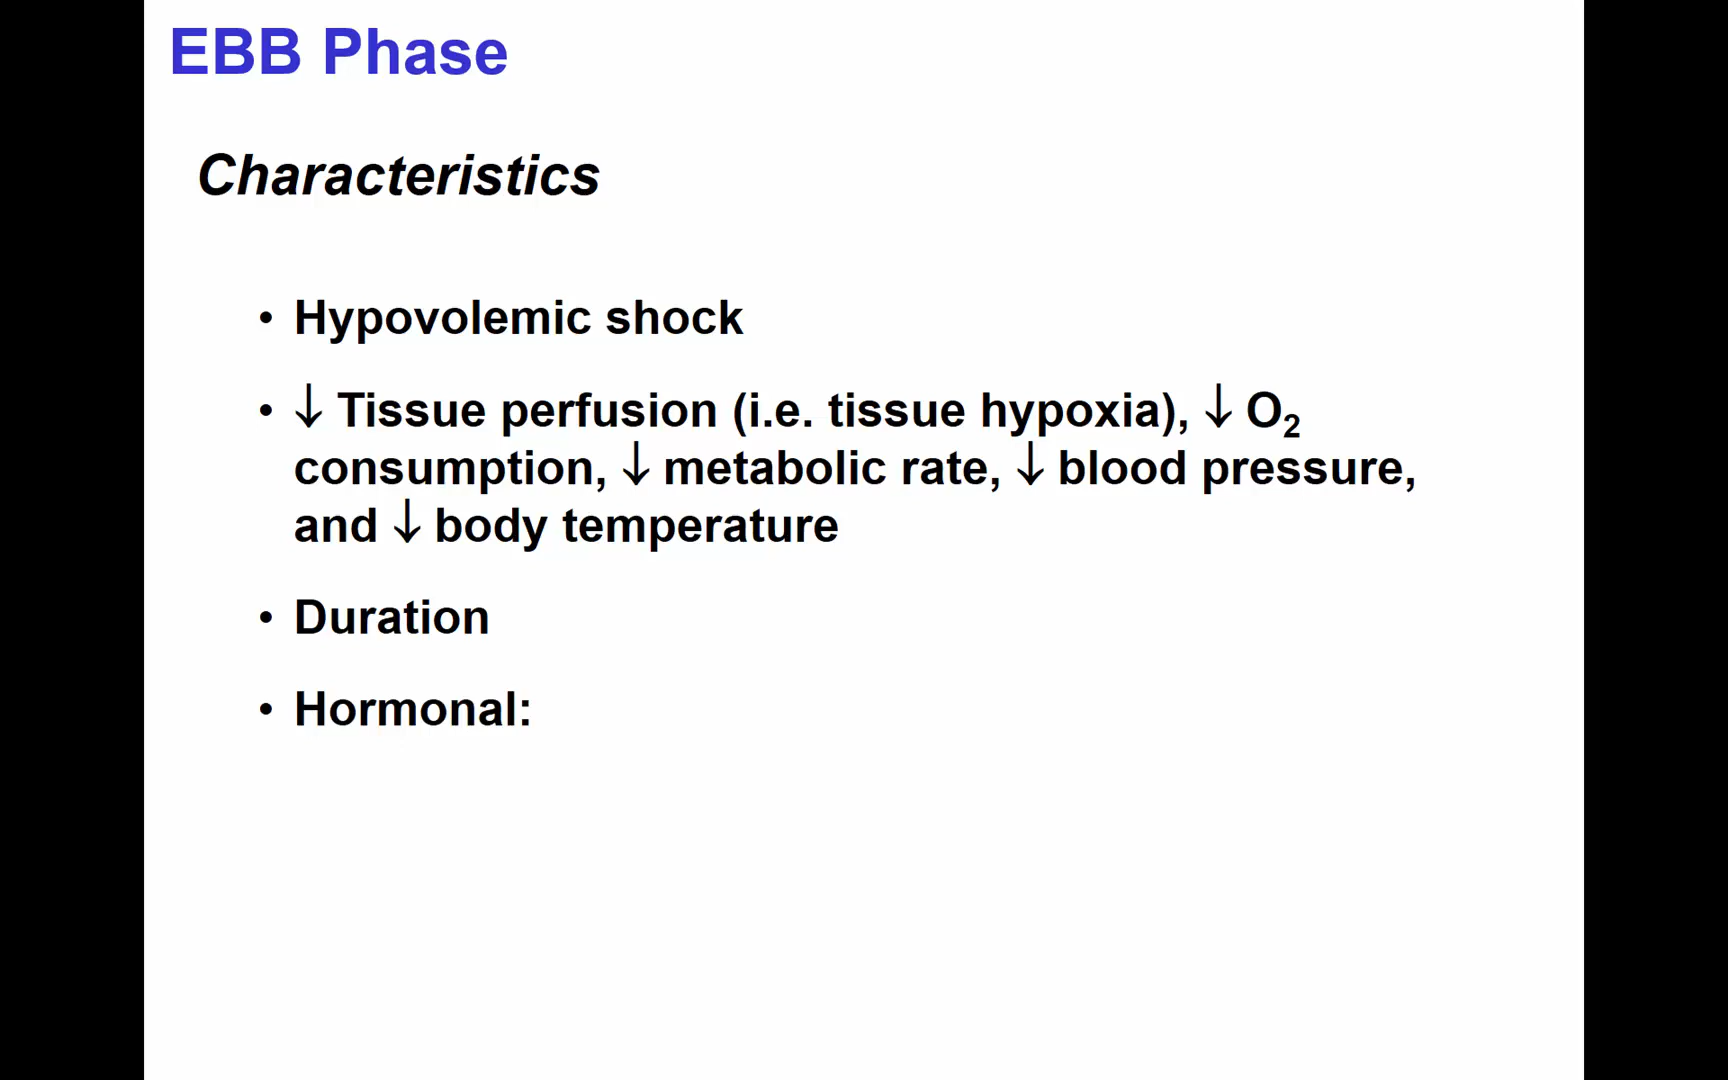 EBB Phase
Characteristics
• Hypovolemic shock
• ↓ Tissue perfusion (i.e. tissue hypoxia), ↓ O₂
consumption, ↓ metabolic rate, ↓ blood pressure,
and ↓ body temperature
• Duration
• Hormonal: